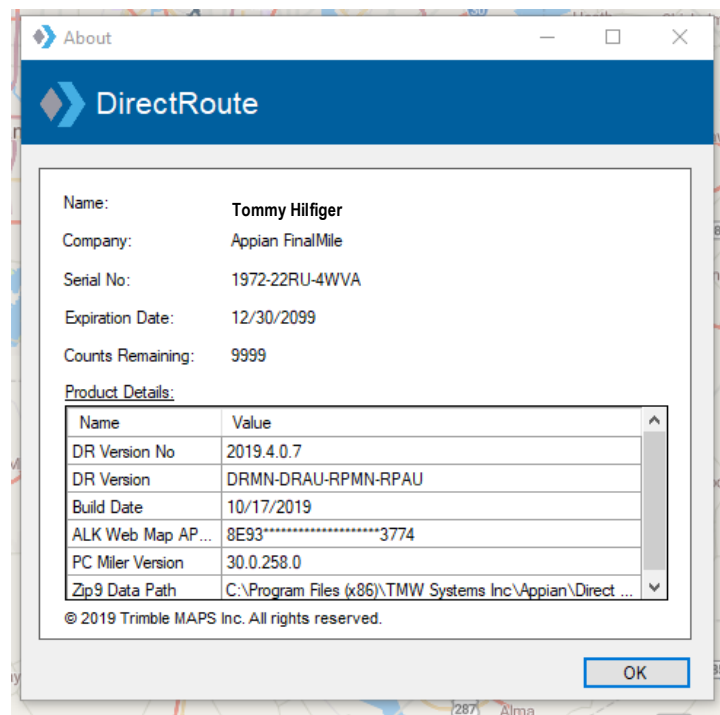 About
DirectRoute
Name: Tommy Hilfiger
Company: Appian FinalMile
Serial No: 1972-22RU-4WVA
Expiration Date: 12/30/2099
Counts Remaining: 9999
Product Details:
Name Value
DR Version No 2019.4.0.7
DR Version DRMN-DRAU-RPMN-RPAU
Build Date 10/17/2019
ALK Web Map AP... 8E93********************3774
PC Miler Version 30.0.258.0
Zip9 Data Path C:\Program Files (x86)\TMW Systems Inc\Appian\Direct ...
© 2019 Trimble MAPS Inc. All rights reserved.
OK
287 Alma